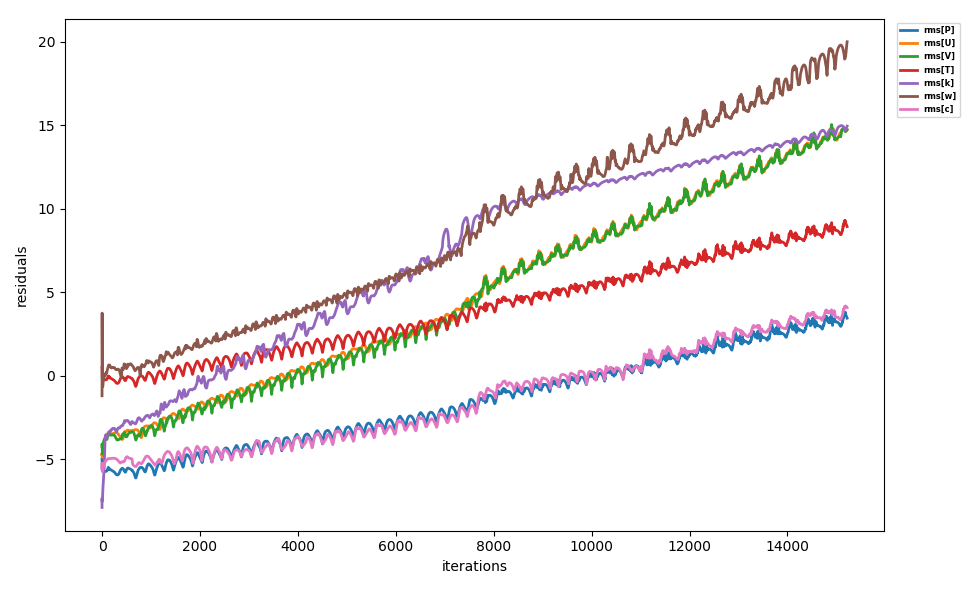 20
15
10
5
0
−5
residuals
0
2000
4000
6000
8000
10000
12000
14000
iterations
rms[P]
rms[U]
rms[V]
rms[T]
rms[k]
rms[w]
rms[c]